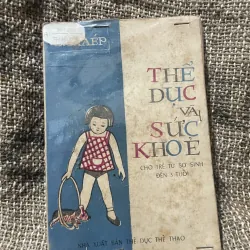 THỂ
DỤC
VÀ
SỨC
KHOẺ
CHO TRẺ TỪ SƠ SINH
ĐẾN 3 TUỔI
NHÀ XUẤT BẢN THỂ DỤC THỂ THAO